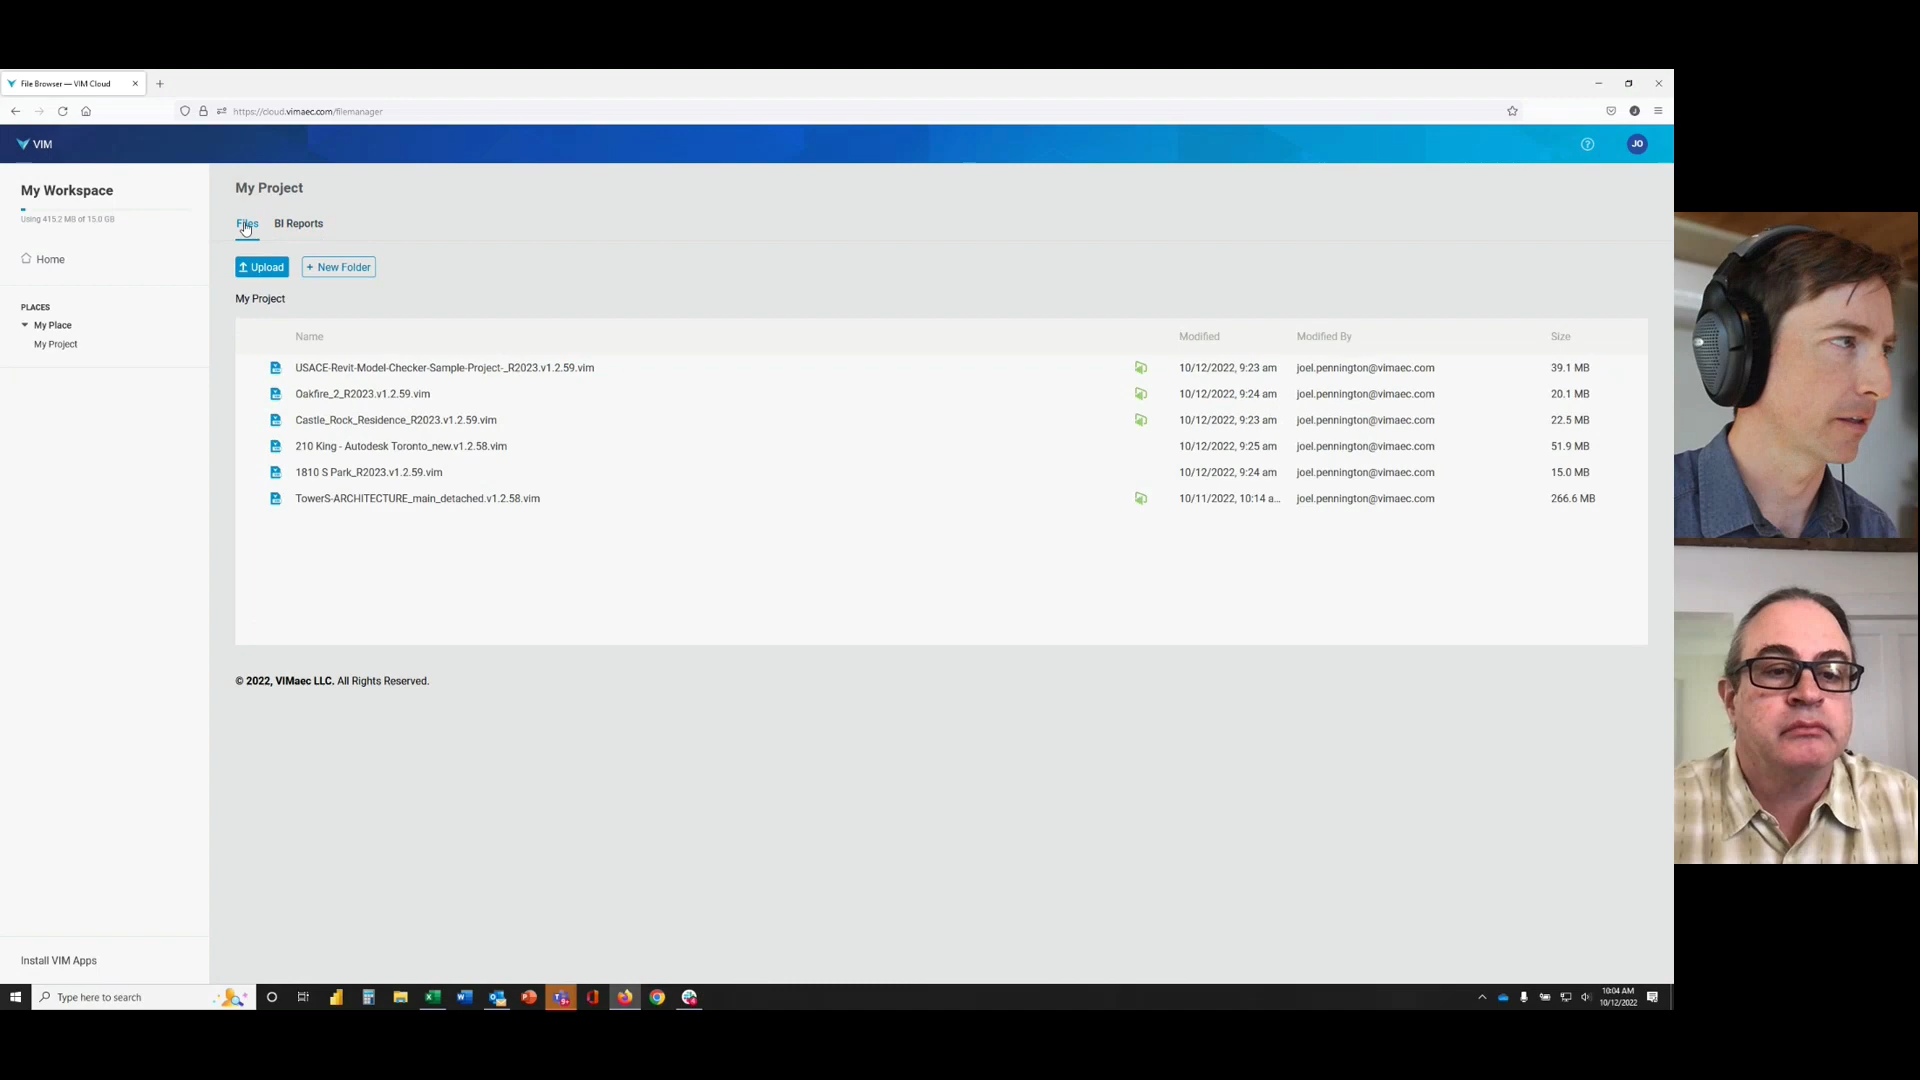 File Browser — VIM Cloud
https://cloud.vimaec.com/filemanager
VIM
JO
My Workspace
Using 415.2 MB of 15.0 GB
Home
PLACES
My Place
My Project
Install VIM Apps
My Project
Files BI Reports
Upload + New Folder
My Project
Name Modified Modified By Size
USACE-Revit-Model-Checker-Sample-Project-_R2023.v1.2.59.vim 10/12/2022, 9:23 am joel.pennington@vimaec.com 39.1 MB
Oakfire_2_R2023.v1.2.59.vim 10/12/2022, 9:24 am joel.pennington@vimaec.com 20.1 MB
Castle_Rock_Residence_R2023.v1.2.59.vim 10/12/2022, 9:23 am joel.pennington@vimaec.com 22.5 MB
210 King - Autodesk Toronto_new.v1.2.58.vim 10/12/2022, 9:25 am joel.pennington@vimaec.com 51.9 MB
1810 S Park_R2023.v1.2.59.vim 10/12/2022, 9:24 am joel.pennington@vimaec.com 15.0 MB
TowerS-ARCHITECTURE_main_detached.v1.2.58.vim 10/11/2022, 10:14 a... joel.pennington@vimaec.com 266.6 MB
© 2022, VIMaec LLC. All Rights Reserved.
Type here to search
10:04 AM
10/12/2022